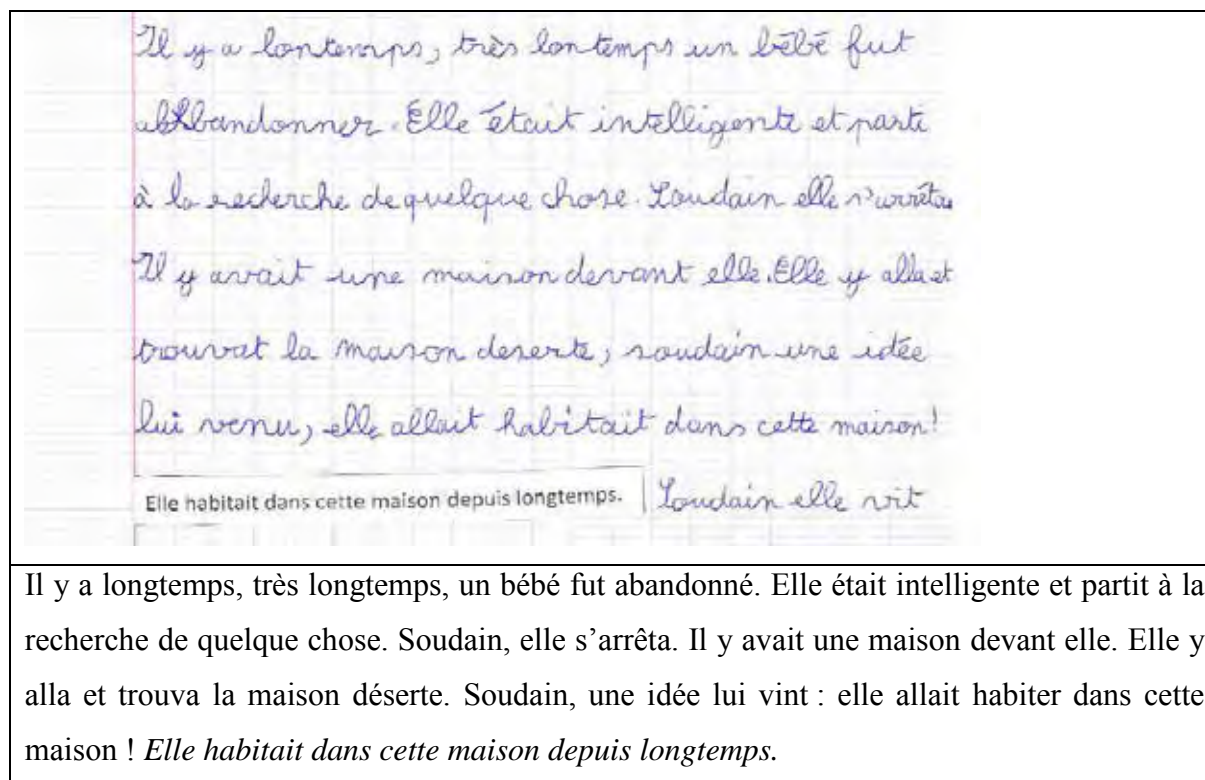 Il y a lontemps, très lontemps un bébé fut
abbandonner. Elle était intelligente et parte
à la recherche de quelque chose. Soudain elle s'arrêta
Il y avait une maison devant elle. Elle y alla et
trouvat la maison deserte, soudain une idée
lui venu, elle allait habitait dans cette maison!
Elle habitait dans cette maison depuis longtemps. Soudain elle vit
Il y a longtemps, très longtemps, un bébé fut abandonné. Elle était intelligente et partit à la
recherche de quelque chose. Soudain, elle s’arrêta. Il y avait une maison devant elle. Elle y
alla et trouva la maison déserte. Soudain, une idée lui vint : elle allait habiter dans cette
maison ! Elle habitait dans cette maison depuis longtemps.